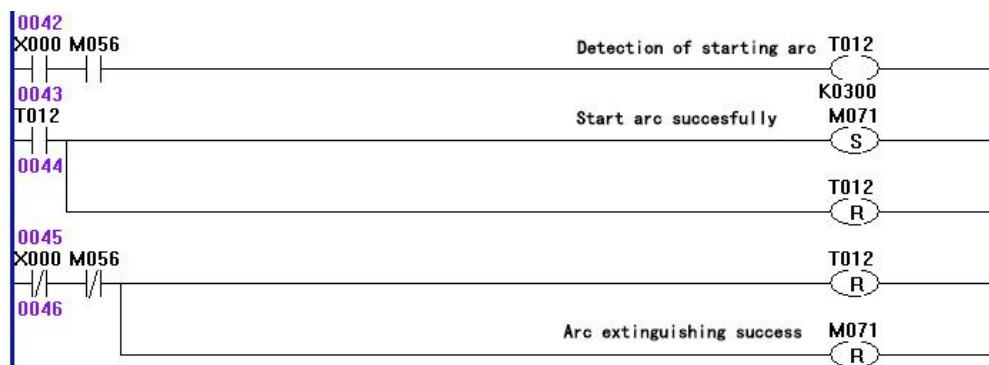 0042
X000 M056 Detection of starting arc T012
0043 K0300
T012 Start arc succesfully M071
S
0044
T012
R
0045
X000 M056 T012
R
0046
Arc extinguishing success M071
R